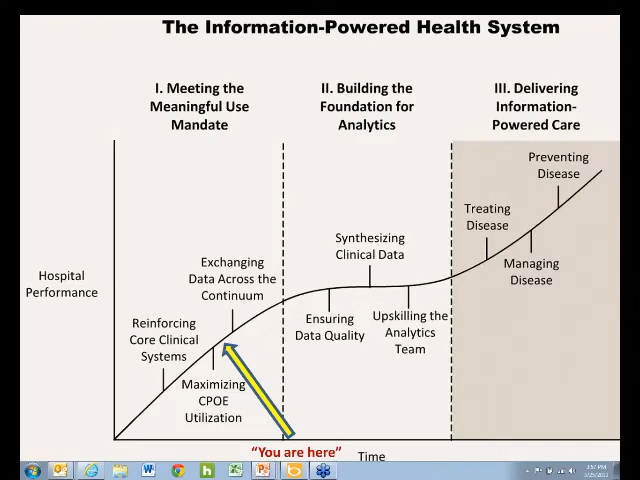 The Information-Powered Health System
I. Meeting the
Meaningful Use
Mandate
II. Building the
Foundation for
Analytics
III. Delivering
Information-
Powered Care
Preventing
Disease
Treating
Disease
Managing
Disease
Synthesizing
Clinical Data
Exchanging
Data Across the
Continuum
Hospital
Performance
Ensuring
Data Quality
Upskilling the
Analytics
Team
Reinforcing
Core Clinical
Systems
Maximizing
CPOE
Utilization
"You are here"
Time